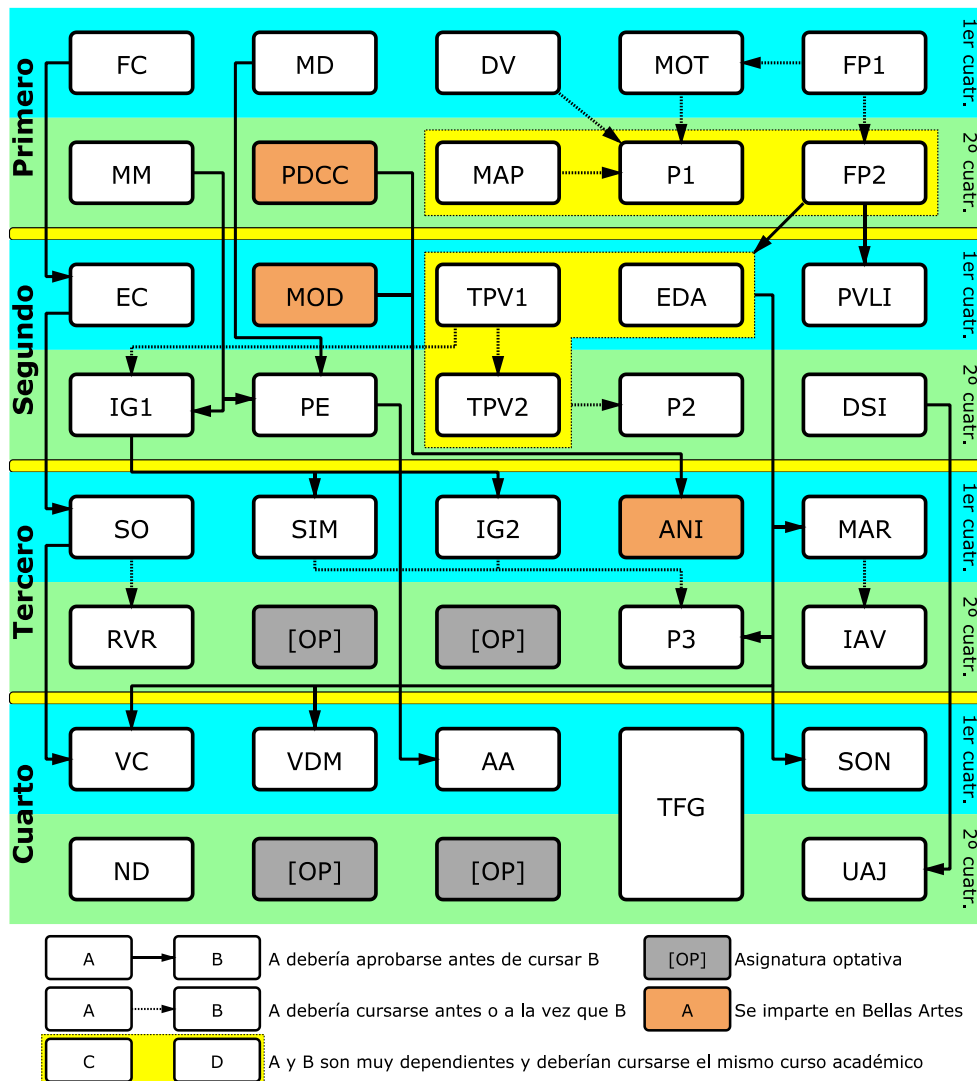 Primero
1er cuatr.
FC
MD
DV
MOT
FP1
2º cuatr.
MM
PDCC
MAP
P1
FP2
Segundo
1er cuatr.
EC
MOD
TPV1
EDA
PVLI
2º cuatr.
IG1
PE
TPV2
P2
DSI
Tercero
1er cuatr.
SO
SIM
IG2
ANI
MAR
2º cuatr.
RVR
[OP]
[OP]
P3
IAV
Cuarto
1er cuatr.
VC
VDM
AA
TFG
SON
2º cuatr.
ND
[OP]
[OP]
UAJ
A
B
A debería aprobarse antes de cursar B
[OP]
Asignatura optativa
A
B
A debería cursarse antes o a la vez que B
A
Se imparte en Bellas Artes
C
D
A y B son muy dependientes y deberían cursarse el mismo curso académico